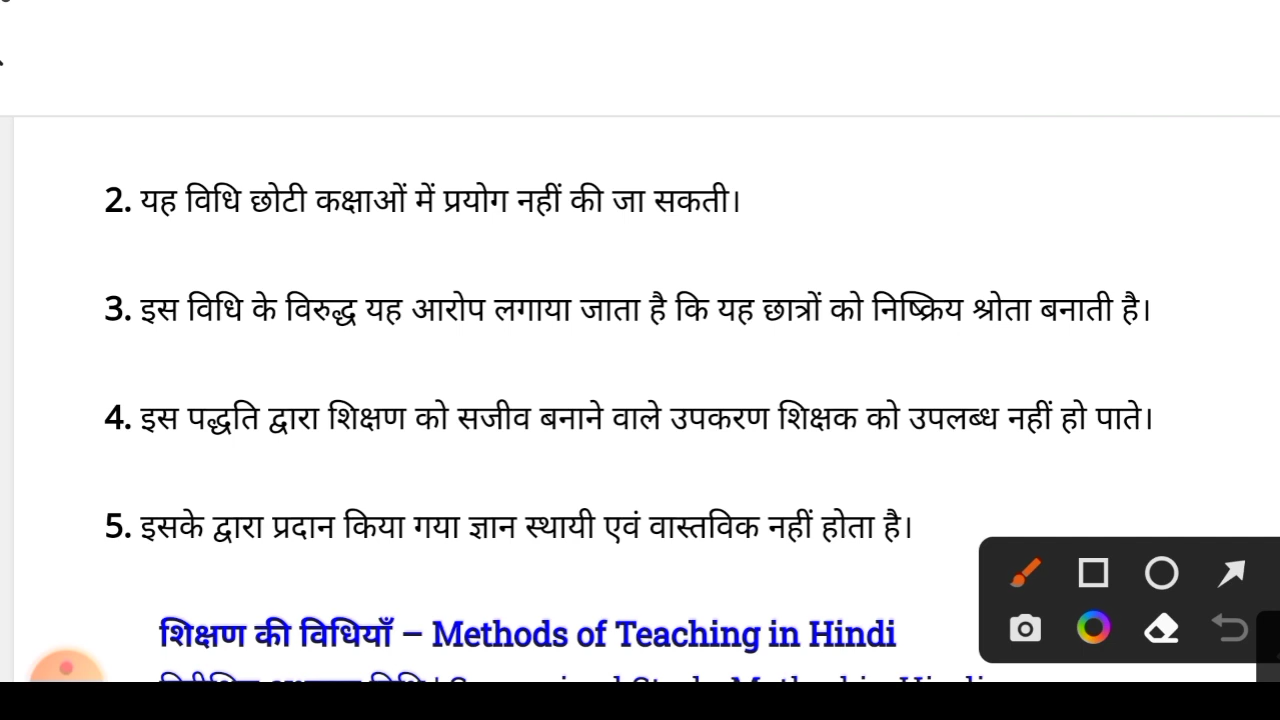 2. यह विधि छोटी कक्षाओं में प्रयोग नहीं की जा सकती।
3. इस विधि के विरुद्ध यह आरोप लगाया जाता है कि यह छात्रों को निष्क्रिय श्रोता बनाती है।
4. इस पद्धति द्वारा शिक्षण को सजीव बनाने वाले उपकरण शिक्षक को उपलब्ध नहीं हो पाते।
5. इसके द्वारा प्रदान किया गया ज्ञान स्थायी एवं वास्तविक नहीं होता है।
शिक्षण की विधियाँ – Methods of Teaching in Hindi